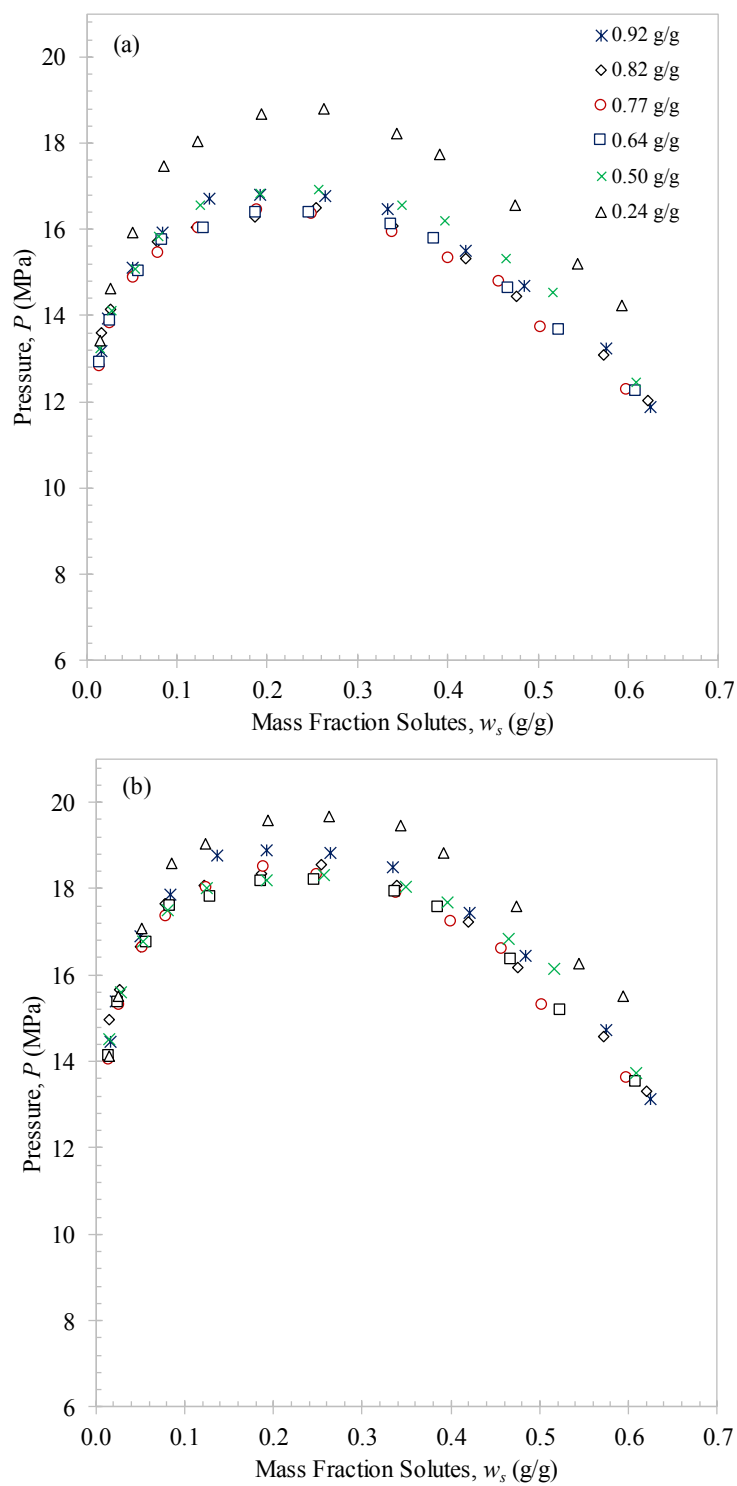 (a)
0.92 g/g
0.82 g/g
0.77 g/g
0.64 g/g
0.50 g/g
0.24 g/g
20
18
16
14
12
10
8
6
Pressure, P (MPa)
0.0 0.1 0.2 0.3 0.4 0.5 0.6 0.7
Mass Fraction Solutes, ws (g/g)
(b)
20
18
16
14
12
10
8
6
Pressure, P (MPa)
0.0 0.1 0.2 0.3 0.4 0.5 0.6 0.7
Mass Fraction Solutes, ws (g/g)